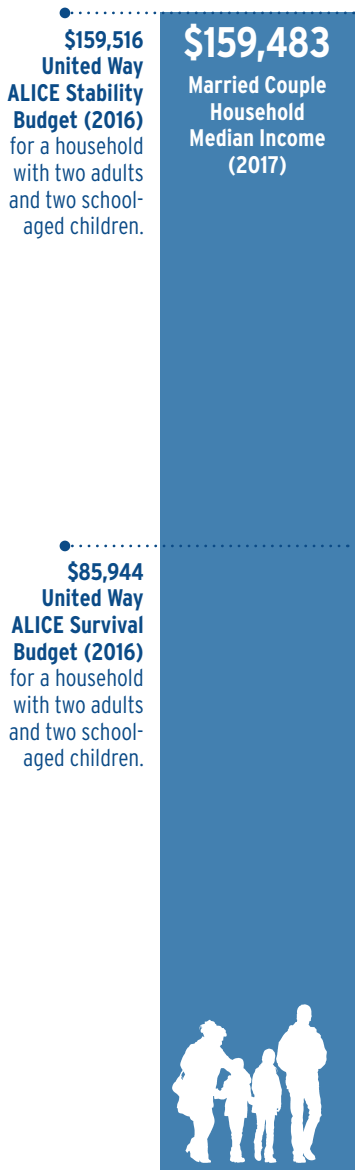 $159,516
United Way
ALICE Stability
Budget (2016)
for a household
with two adults
and two school-
aged children.
$159,483
Married Couple
Household
Median Income
(2017)
$85,944
United Way
ALICE Survival
Budget (2016)
for a household
with two adults
and two school-
aged children.